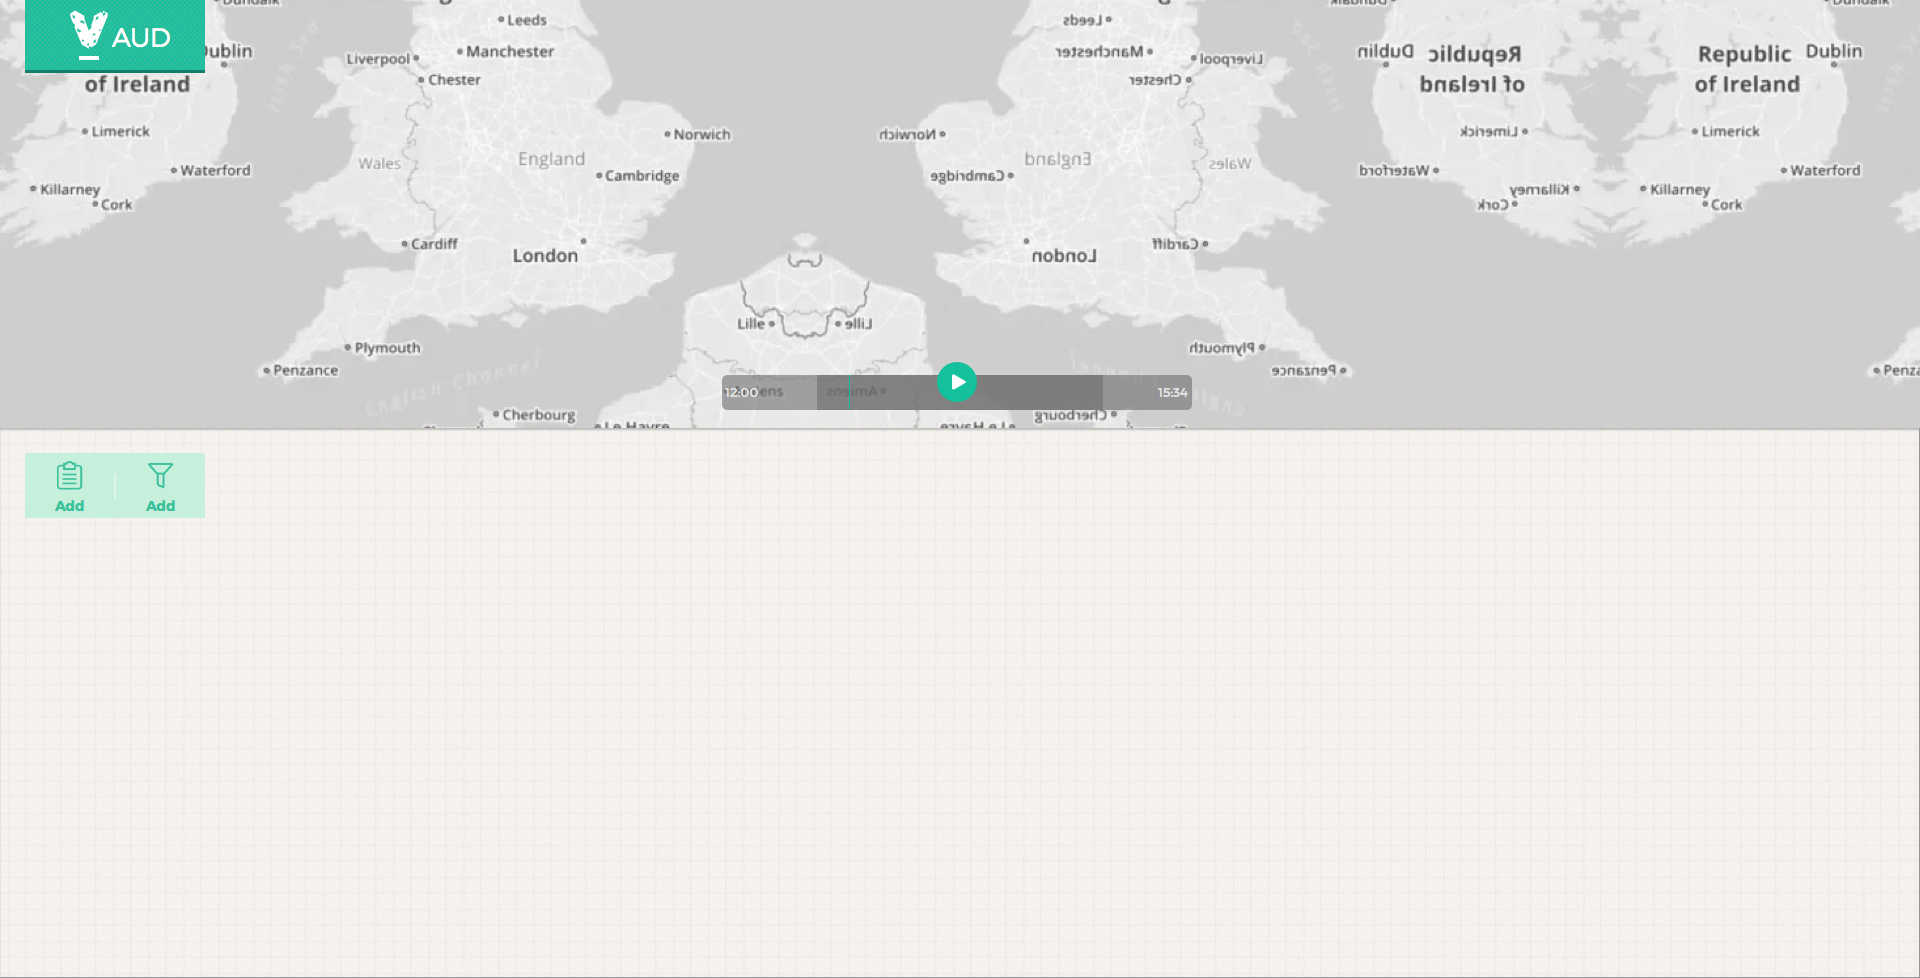 Leeds
Leeds
AUD
Dublin
Liverpool
Manchester
Manchester
Liverpool
Dublin
Republic
Republic
Dublin
of Ireland
Chester
Chester
of Ireland
of Ireland
Limerick
Norwich
Norwich
Limerick
Limerick
Wales
England
England
Wales
Waterford
Cambridge
Cambridge
Waterford
Waterford
Killarney
Killarney
Killarney
Cork
Cork
Cork
Cardiff
London
London
Cardiff
Lille
Lille
Plymouth
Plymouth
Penzance
Penzance
English Channel
12:00
Amiens
15:34
Cherbourg
Cherbourg
Le Havre
Le Havre
Add
Add